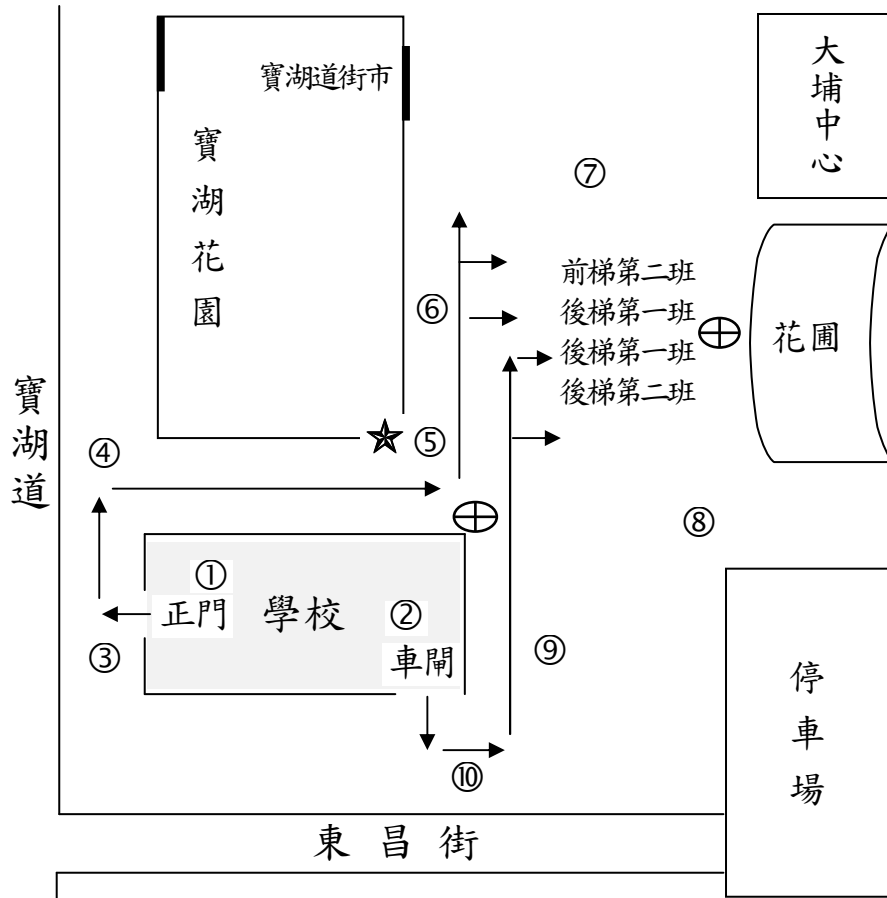 寶湖道街市
寶湖花園
大埔中心
⑦
前梯第二班
後梯第一班
後梯第一班
後梯第二班
⑥
花圃
寶湖道
④
⑤
⑧
①
正門
學校
②
車閘
③
⑨
停車場
⑩
東昌街